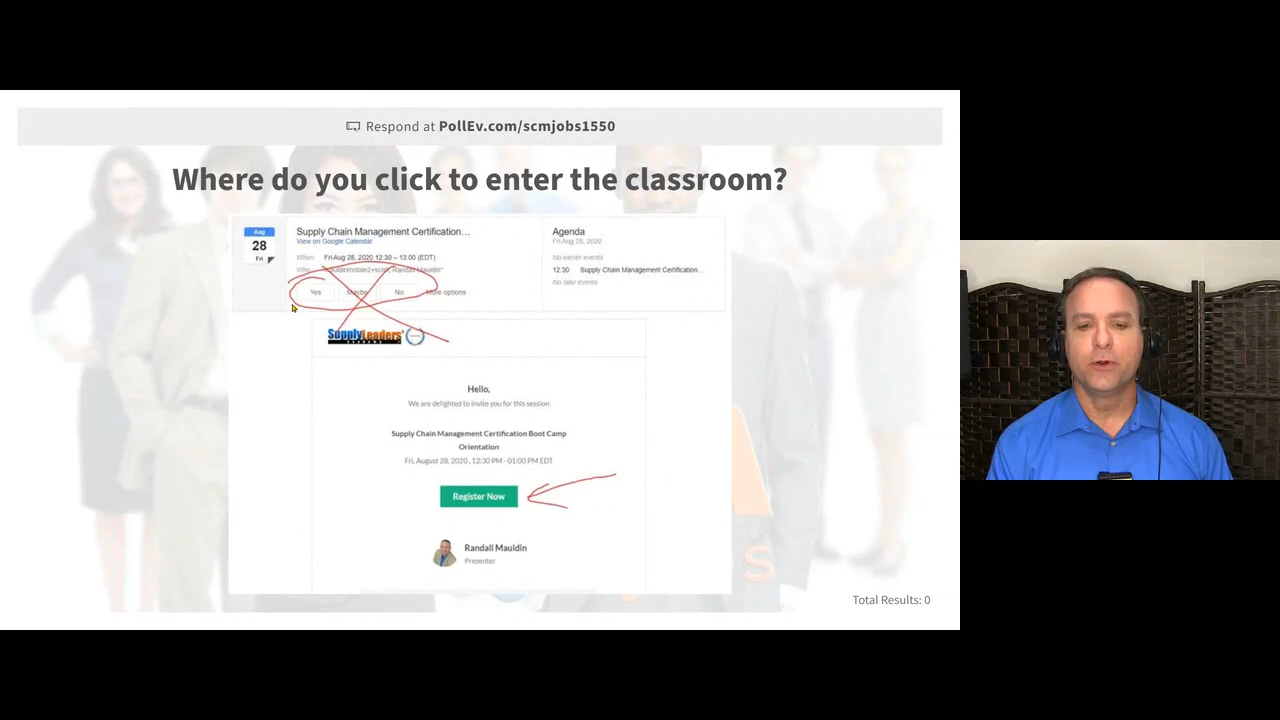 Respond at PollEv.com/scmjobs1550
Where do you click to enter the classroom?
Aug
28
Fri
Supply Chain Management Certification...
View on Google Calendar
When Fri Aug 28, 2020 12:30 – 13:00 (EDT)
Randall Mauldin*
Yes Maybe No More options
Agenda
Fri Aug 28, 2020
No earlier events
12:30 Supply Chain Management Certification...
No later events
SupplyLeaders
ACADEMY
Hello,
We are delighted to invite you for this session
Supply Chain Management Certification Boot Camp
Orientation
Fri, August 28, 2020 , 12:30 PM - 01:00 PM EDT
Register Now
Randall Mauldin
Presenter
S
Total Results: 0